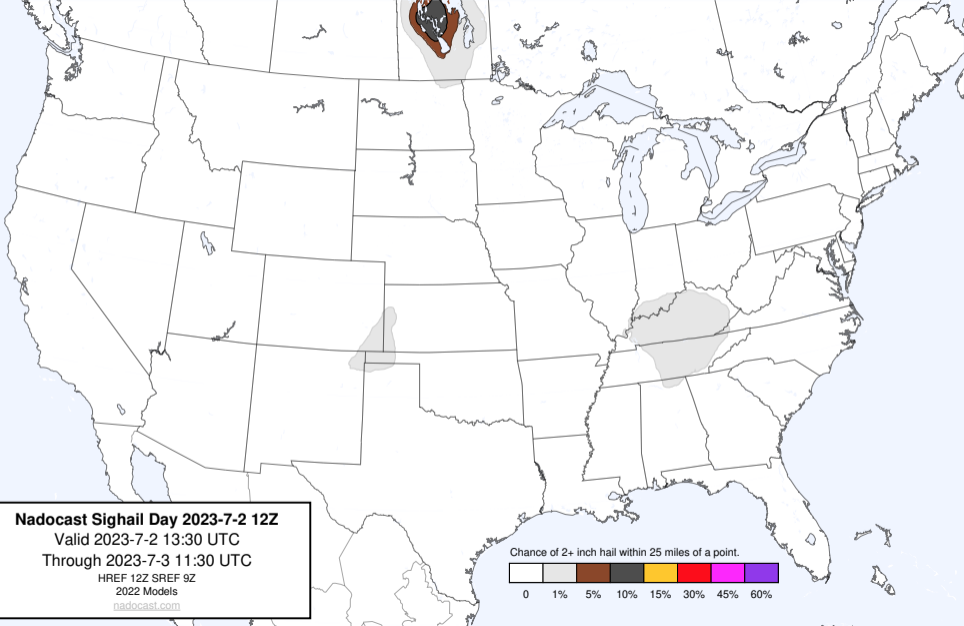 Nadocast Sighail Day 2023-7-2 12Z
Valid 2023-7-2 13:30 UTC
Through 2023-7-3 11:30 UTC
HREF 12Z SREF 9Z
2022 Models
nadocast.com
Chance of 2+ inch hail within 25 miles of a point.
0 1% 5% 10% 15% 30% 45% 60%